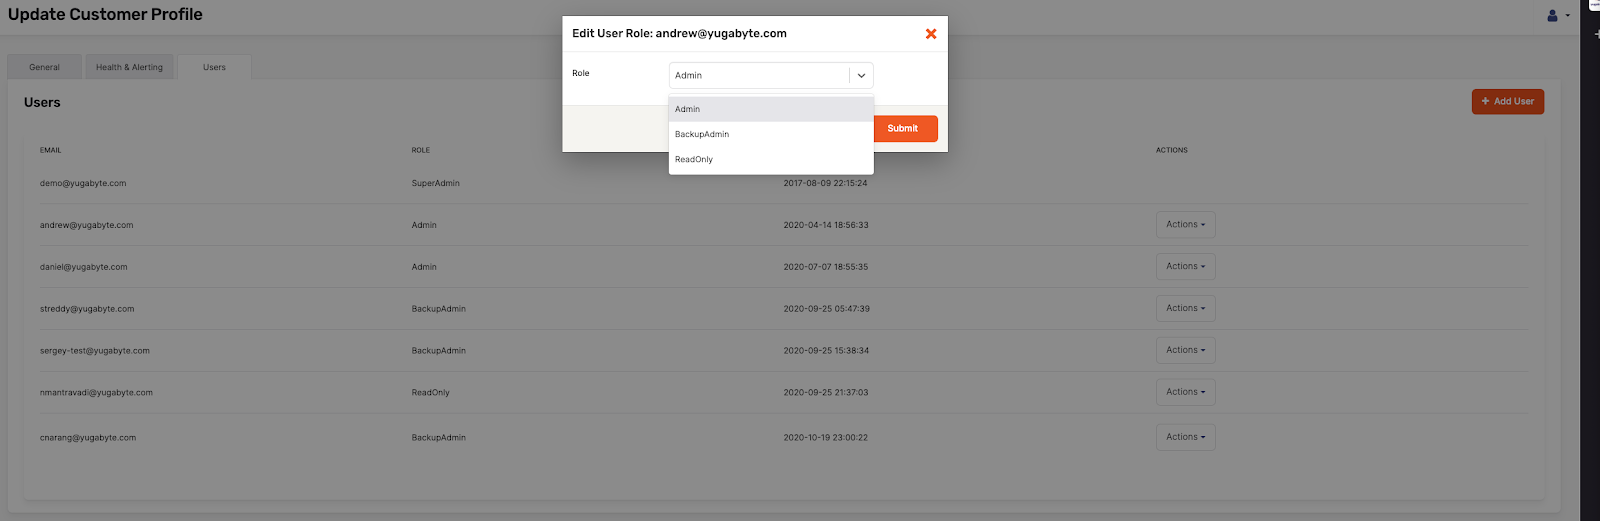 Update Customer Profile
Edit User Role: andrew@yugabyte.com
Role
Admin
Admin
BackupAdmin
ReadOnly
Submit
General
Health & Alerting
Users
Users
+ Add User
EMAIL ROLE ACTIONS
demo@yugabyte.com SuperAdmin 2017-08-09 22:15:24
andrew@yugabyte.com Admin 2020-04-14 18:56:33 Actions
daniel@yugabyte.com Admin 2020-07-07 18:55:35 Actions
streddy@yugabyte.com BackupAdmin 2020-09-25 05:47:39 Actions
sergey-test@yugabyte.com BackupAdmin 2020-09-25 15:38:34 Actions
nmantravadi@yugabyte.com ReadOnly 2020-09-25 21:37:03 Actions
cnarang@yugabyte.com BackupAdmin 2020-10-19 23:00:22 Actions